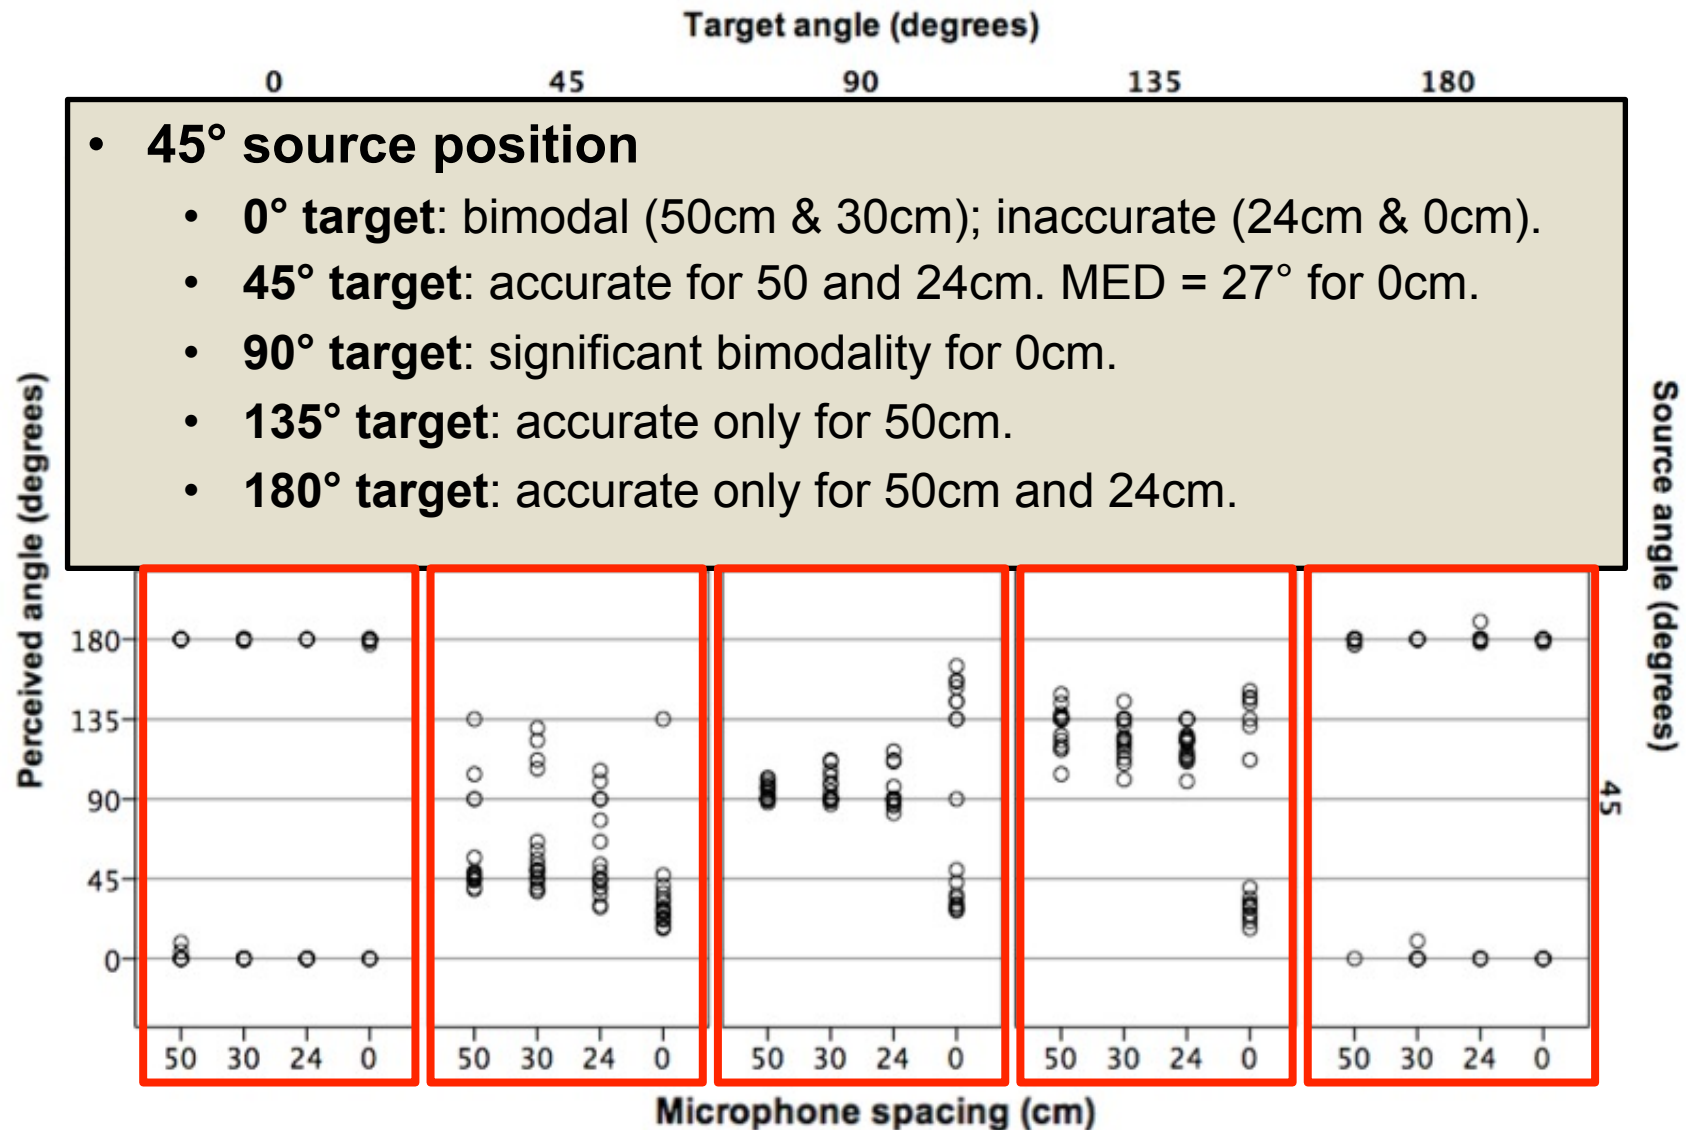 Target angle (degrees)
0 45 90 135 180
• 45° source position
• 0° target: bimodal (50cm & 30cm); inaccurate (24cm & 0cm).
• 45° target: accurate for 50 and 24cm. MED = 27° for 0cm.
• 90° target: significant bimodality for 0cm.
• 135° target: accurate only for 50cm.
• 180° target: accurate only for 50cm and 24cm.
Perceived angle (degrees)
Source angle (degrees)
180
135
90
45
45
0
50 30 24 0 50 30 24 0 50 30 24 0 50 30 24 0 50 30 24 0
Microphone spacing (cm)